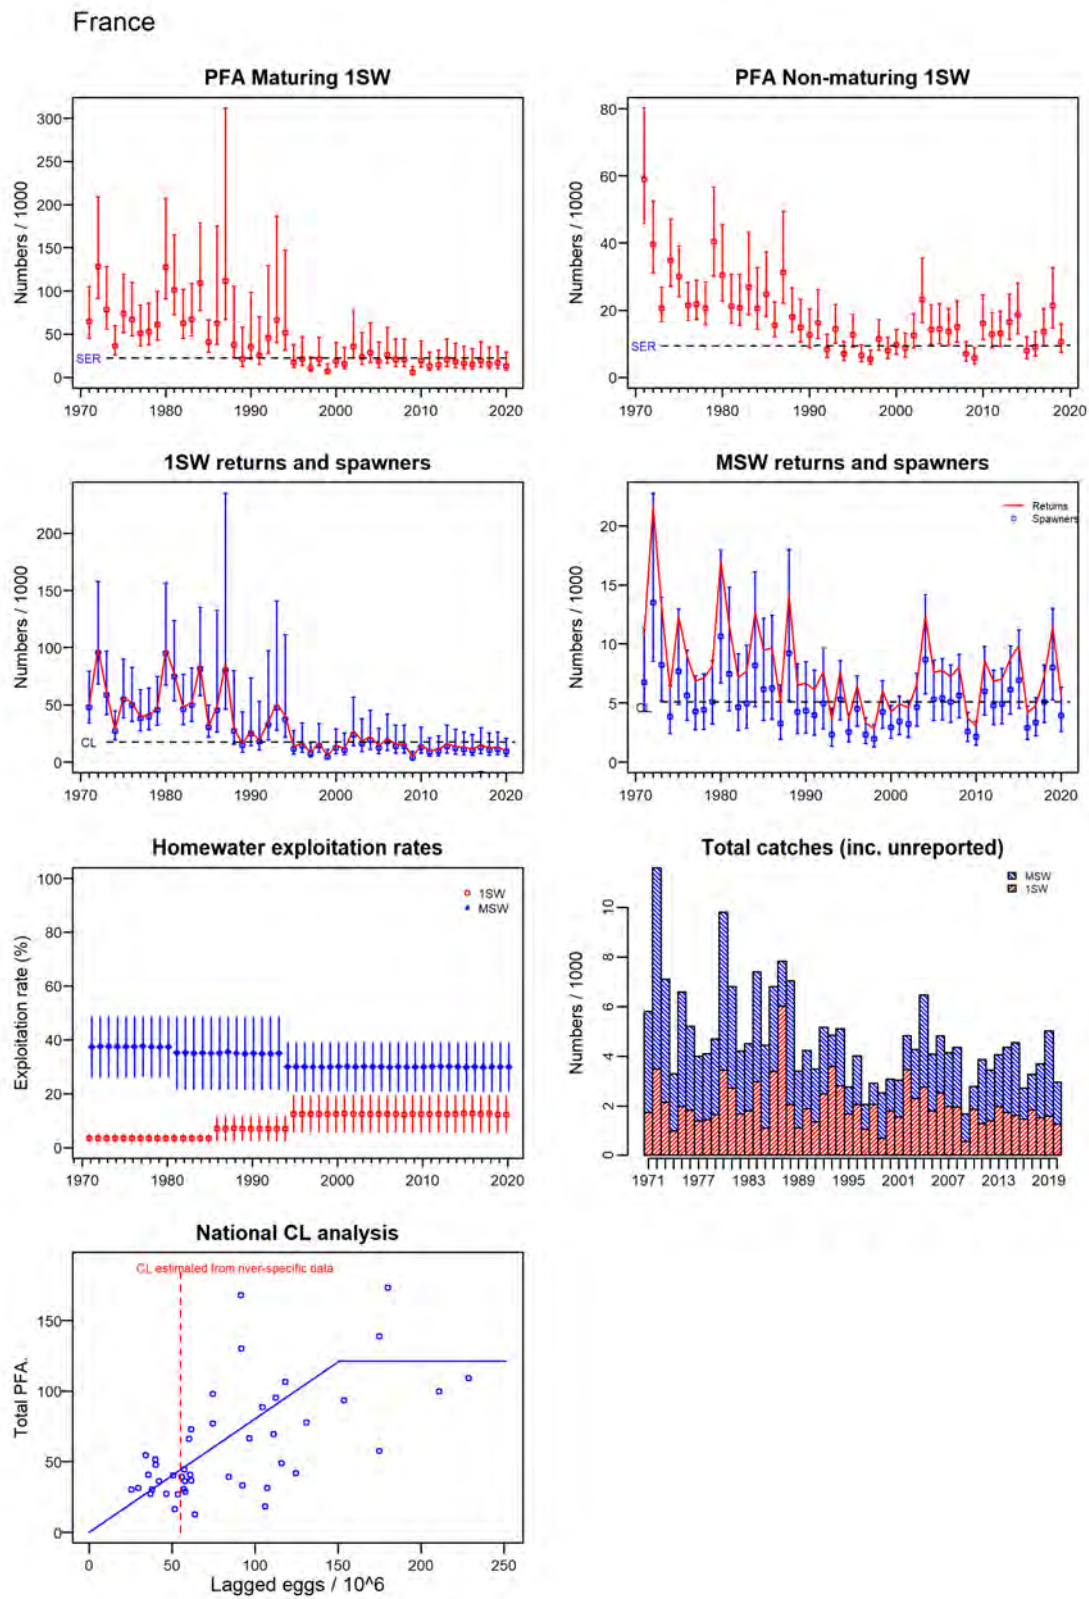 France
PFA Maturing 1SW
Numbers / 1000
300
250
200
150
100
50
0
SER
1970 1980 1990 2000 2010 2020
PFA Non-maturing 1SW
Numbers / 1000
80
60
40
20
0
SER
1970 1980 1990 2000 2010 2020
1SW returns and spawners
Numbers / 1000
200
150
100
50
0
CL
1970 1980 1990 2000 2010 2020
MSW returns and spawners
Returns
Spawners
Numbers / 1000
20
15
10
5
0
CL
1970 1980 1990 2000 2010 2020
Homewater exploitation rates
1SW
MSW
Exploitation rate (%)
100
80
60
40
20
0
1970 1980 1990 2000 2010 2020
Total catches (inc. unreported)
MSW
1SW
Numbers / 1000
10
8
6
4
2
0
1971 1977 1983 1989 1995 2001 2007 2013 2019
National CL analysis
CL estimated from river-specific data
Total PFA.
150
100
50
0
0 50 100 150 200 250
Lagged eggs / 10^6